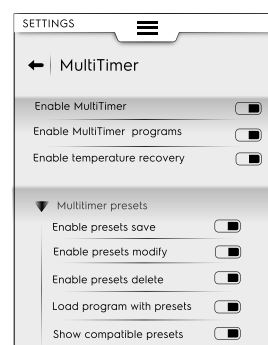 SETTINGS
MultiTimer
Enable MultiTimer
Enable MultiTimer programs
Enable temperature recovery
Multitimer presets
Enable presets save
Enable presets modify
Enable presets delete
Load program with presets
Show compatible presets